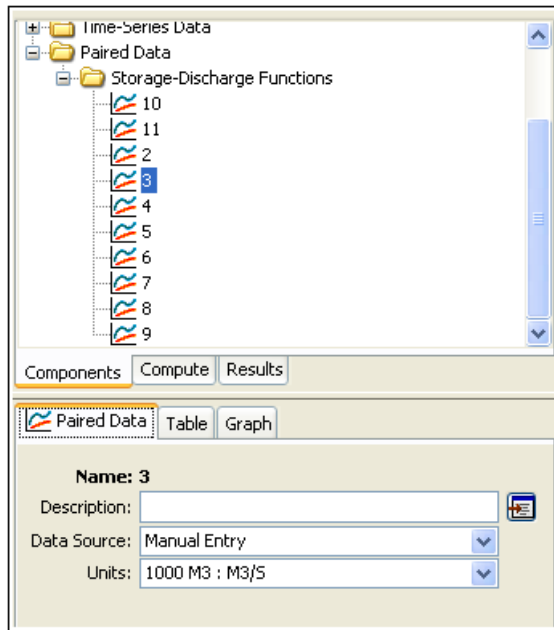 Time-Series Data
Paired Data
Storage-Discharge Functions
10
11
2
3
4
5
6
7
8
9
Components Compute Results
Paired Data Table Graph
Name: 3
Description:
Data Source: Manual Entry
Units: 1000 M3 : M3/S